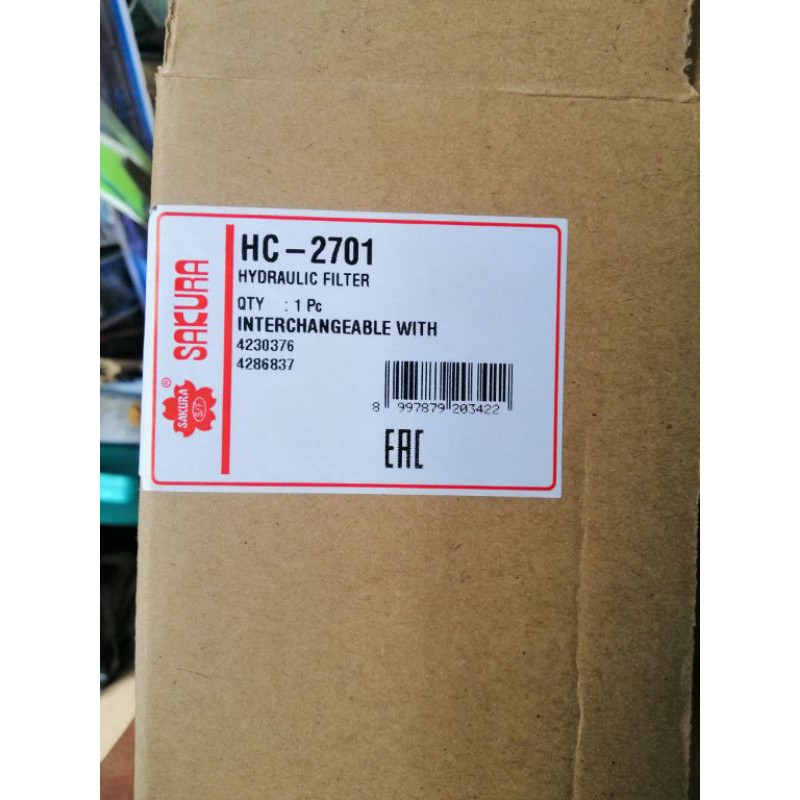 SAKURA
®
SAKURA
S/F
HC-2701
HYDRAULIC FILTER
QTY : 1 Pc
INTERCHANGEABLE WITH
4230376
4286837
8 997879 203422
EAC